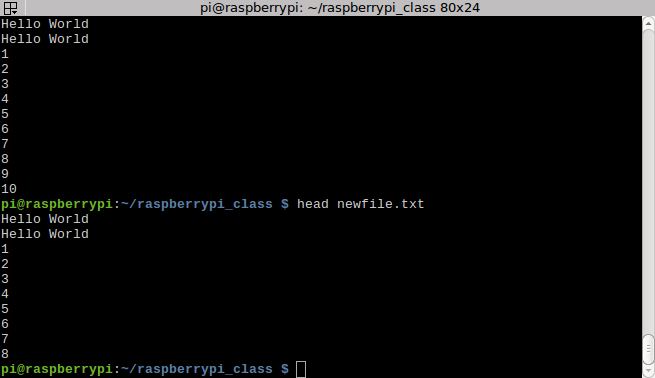 pi@raspberrypi: ~/raspberrypi_class 80x24
Hello World
Hello World
1
2
3
4
5
6
7
8
9
10
pi@raspberrypi:~/raspberrypi_class $ head newfile.txt
Hello World
Hello World
1
2
3
4
5
6
7
8
pi@raspberrypi:~/raspberrypi_class $